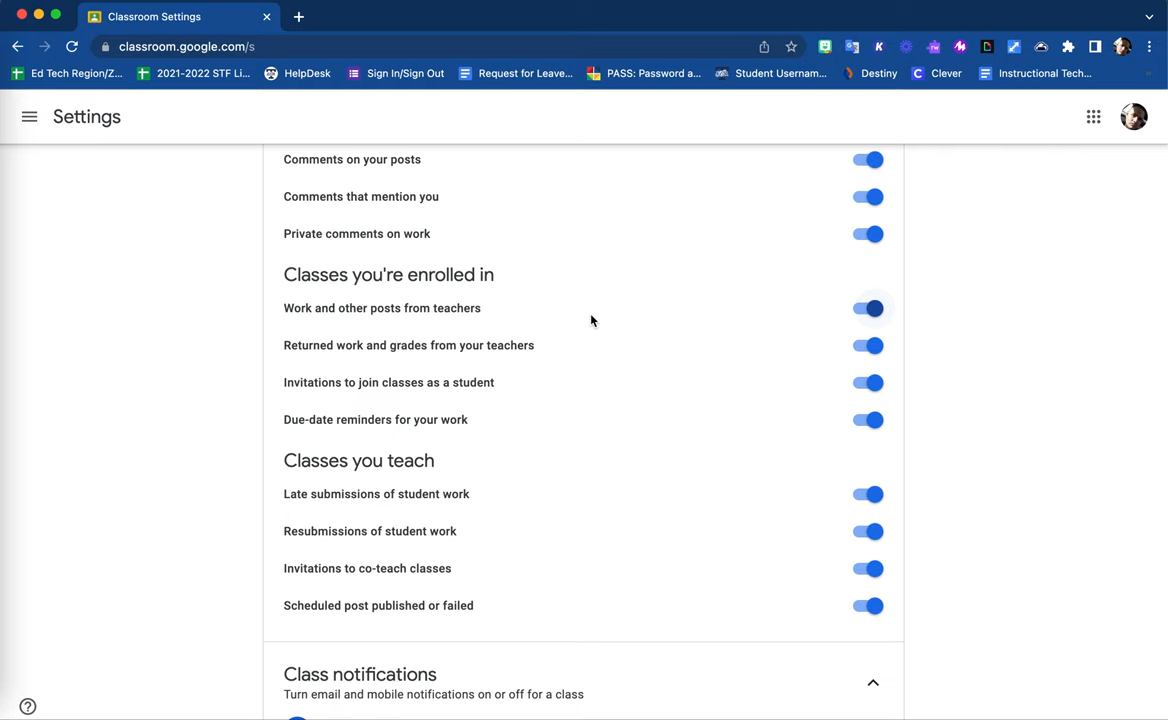 Classroom Settings
classroom.google.com/s
Ed Tech Region/Z...
2021-2022 STF Li...
HelpDesk
Sign In/Sign Out
Request for Leave...
PASS: Password a...
Student Usernam...
Destiny
Clever
Instructional Tech...
Settings
Comments on your posts
Comments that mention you
Private comments on work
Classes you're enrolled in
Work and other posts from teachers
Returned work and grades from your teachers
Invitations to join classes as a student
Due-date reminders for your work
Classes you teach
Late submissions of student work
Resubmissions of student work
Invitations to co-teach classes
Scheduled post published or failed
Class notifications
Turn email and mobile notifications on or off for a class